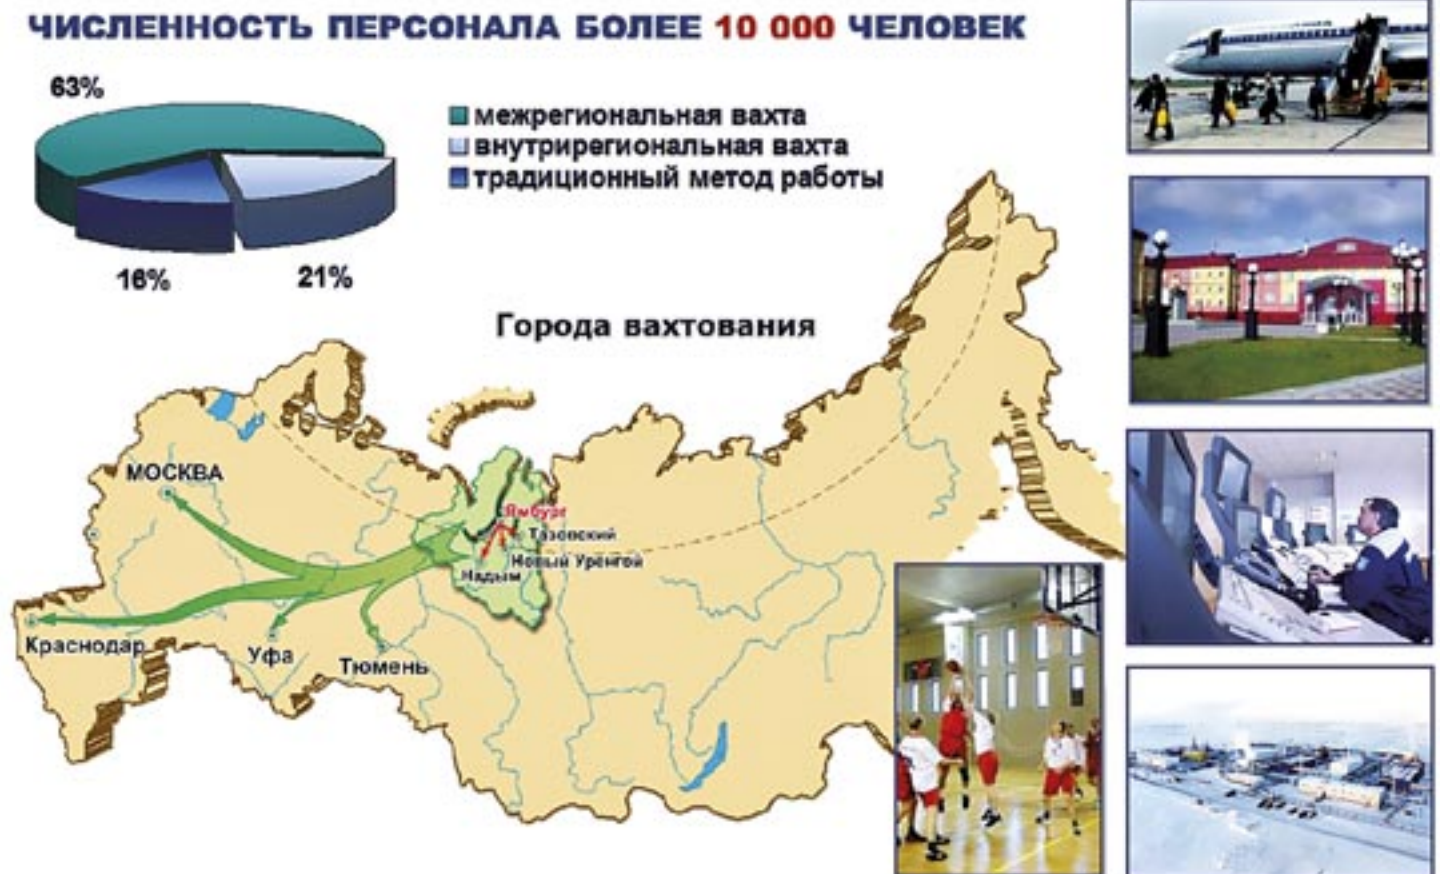 ЧИСЛЕННОСТЬ ПЕРСОНАЛА БОЛЕЕ 10 000 ЧЕЛОВЕК
63%
межрегиональная вахта
внутрирегиональная вахта
традиционный метод работы
16%
21%
Города вахтования
МОСКВА
Ямбург
Тазовский
Новый Уренгой
Надым
Краснодар
Уфа
Тюмень